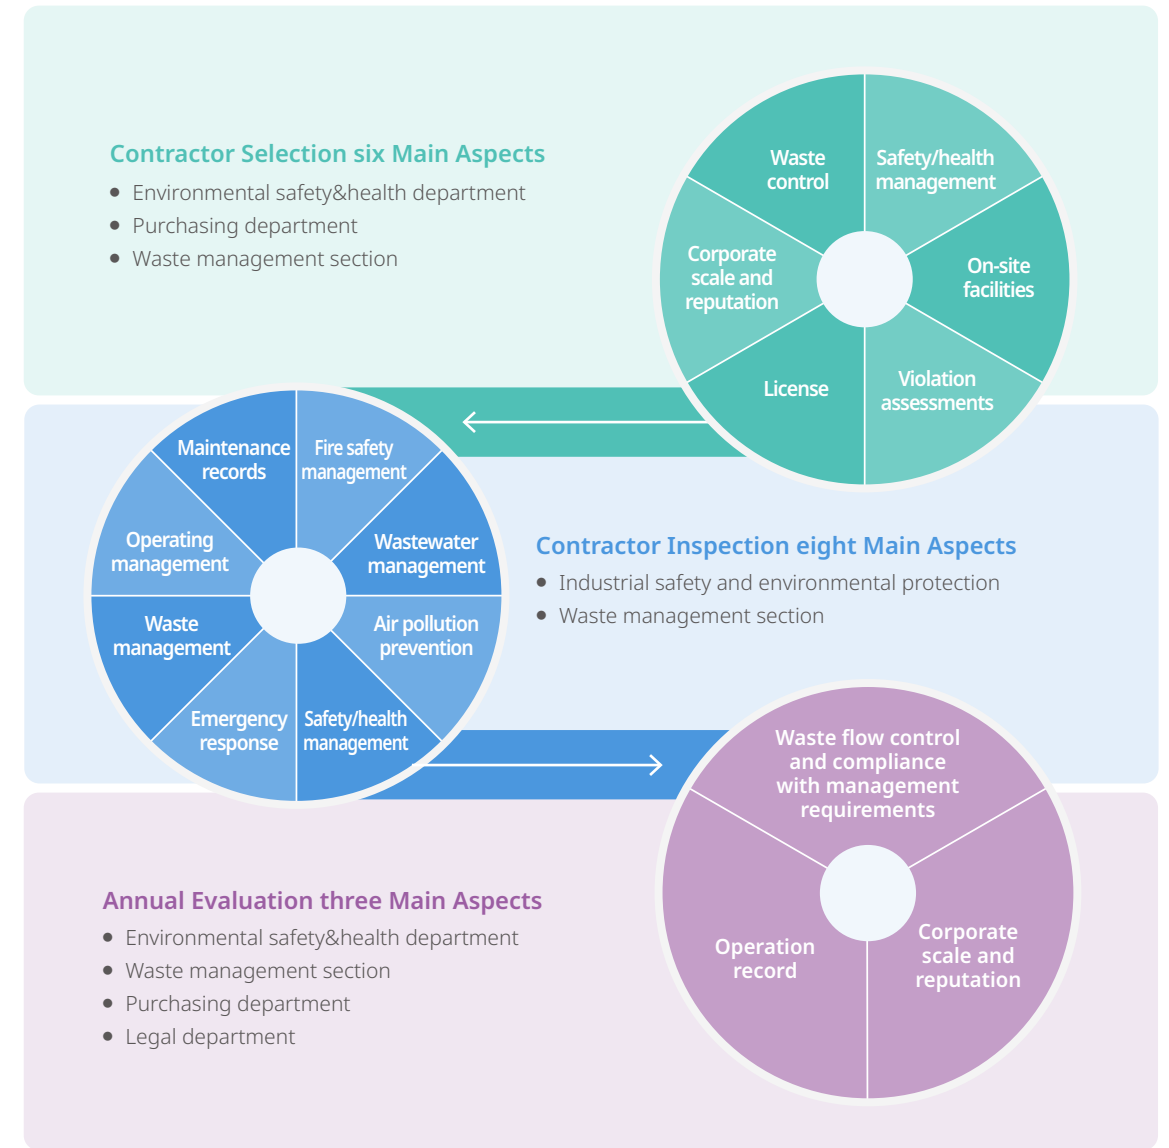 Contractor Selection six Main Aspects
Environmental safety&health department
Purchasing department
Waste management section
Waste
control
Safety/health
management
Corporate
scale and
reputation
On-site
facilities
License
Violation
assessments
Maintenance
records
Fire safety
management
Operating
management
Wastewater
management
Waste
management
Air pollution
prevention
Emergency
response
Safety/health
management
Contractor Inspection eight Main Aspects
Industrial safety and environmental protection
Waste management section
Waste flow control
and compliance
with management
requirements
Operation
record
Corporate
scale and
reputation
Annual Evaluation three Main Aspects
Environmental safety&health department
Waste management section
Purchasing department
Legal department